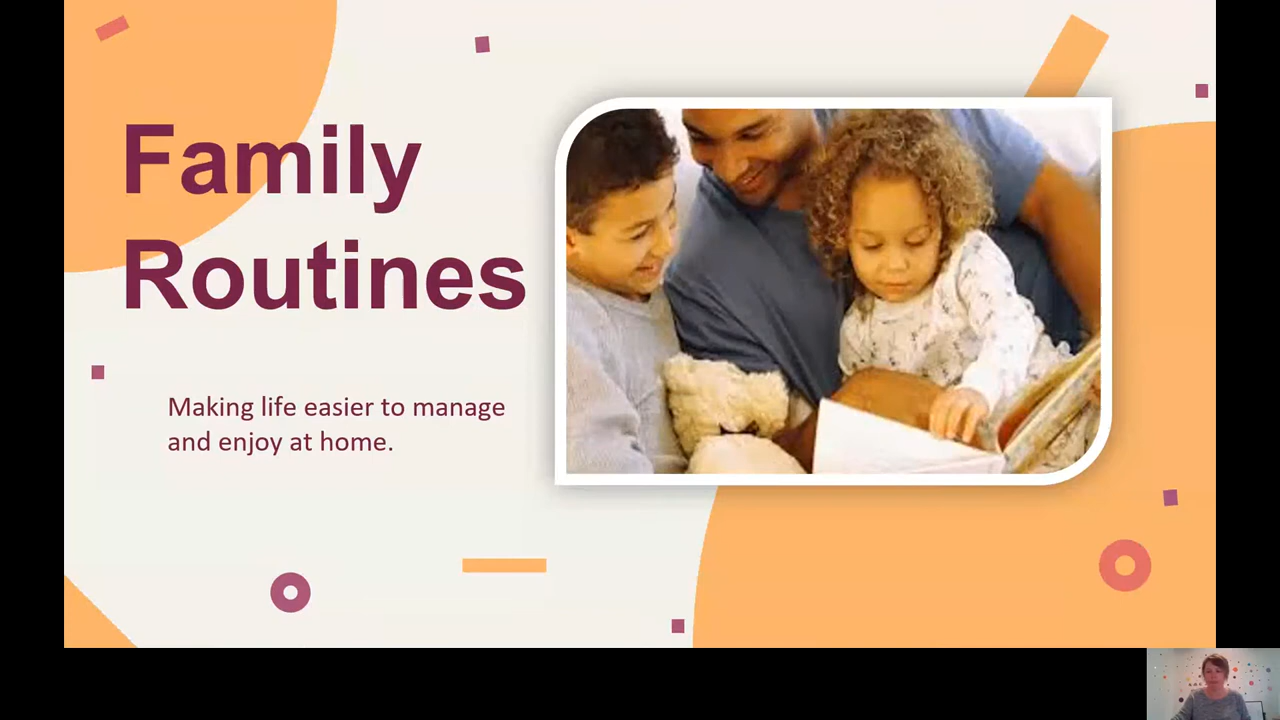 Family
Routines
Making life easier to manage
and enjoy at home.